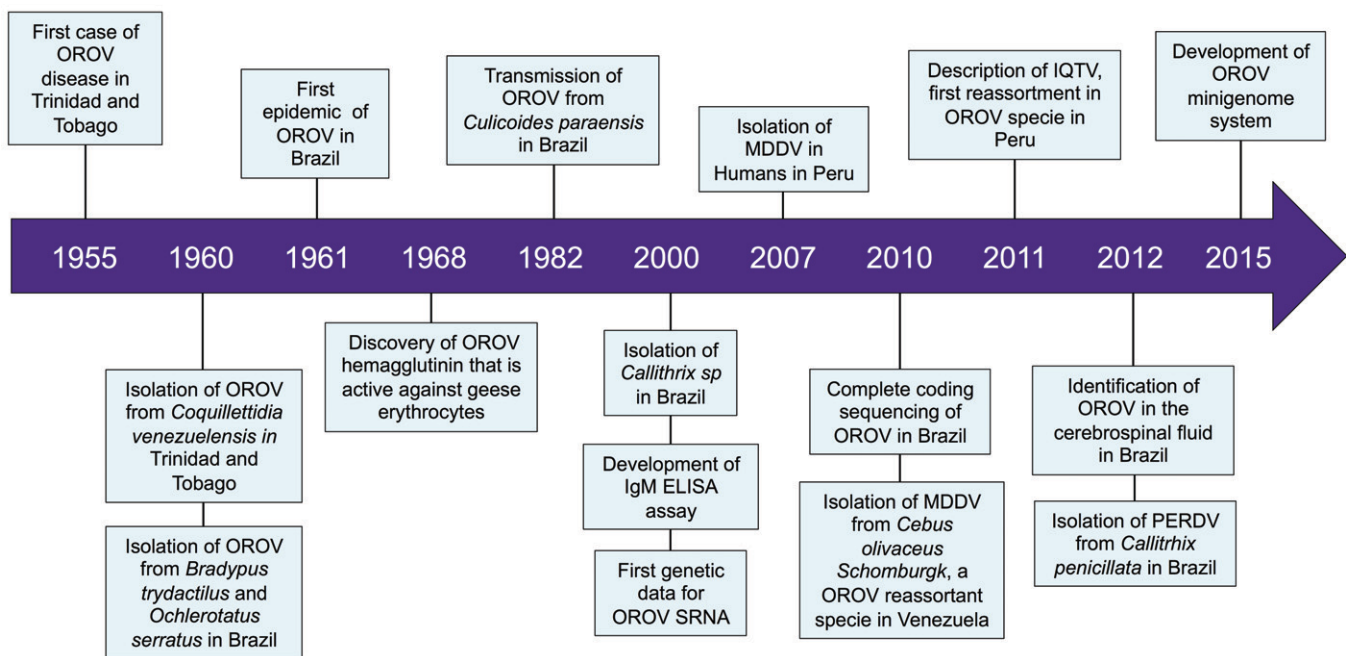 First case of
OROV
disease in
Trinidad and
Tobago
First
epidemic of
OROV in
Brazil
Transmission of
OROV from
Culicoides paraensis
in Brazil
Isolation of
MDDV in
Humans in Peru
Description of IQTV,
first reassortment in
OROV specie in
Peru
Development of
OROV
minigenome
system
1955 1960 1961 1968 1982 2000 2007 2010 2011 2012 2015
Isolation of OROV
from Coquillettidia
venezuelensis in
Trinidad and
Tobago
Isolation of OROV
from Bradypus
trydactilus and
Ochlerotatus
serratus in Brazil
Discovery of OROV
hemagglutinin that is
active against geese
erythrocytes
Isolation of
Callithrix sp
in Brazil
Development of
IgM ELISA
assay
First genetic
data for
OROV SRNA
Complete coding
sequencing of
OROV in Brazil
Isolation of MDDV
from Cebus
olivaceus
Schomburgk, a
OROV reassortant
specie in Venezuela
Identification of
OROV in the
cerebrospinal fluid
in Brazil
Isolation of PERDV
from Callitrhix
penicillata in Brazil